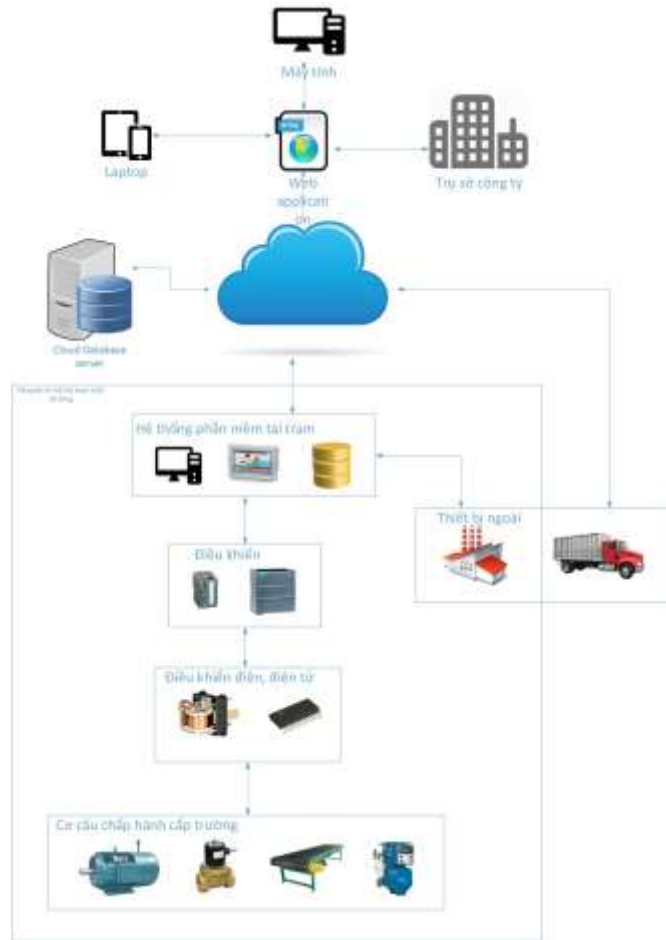 Máy tính
Laptop
Web
applicati
on
Trụ sở công ty
Cloud Database
server
Hệ thống phần mềm tại trạm
Thiết bị ngoài
Điều khiển
Điều khiển điện, điện tử
Cơ cấu chấp hành cấp trường